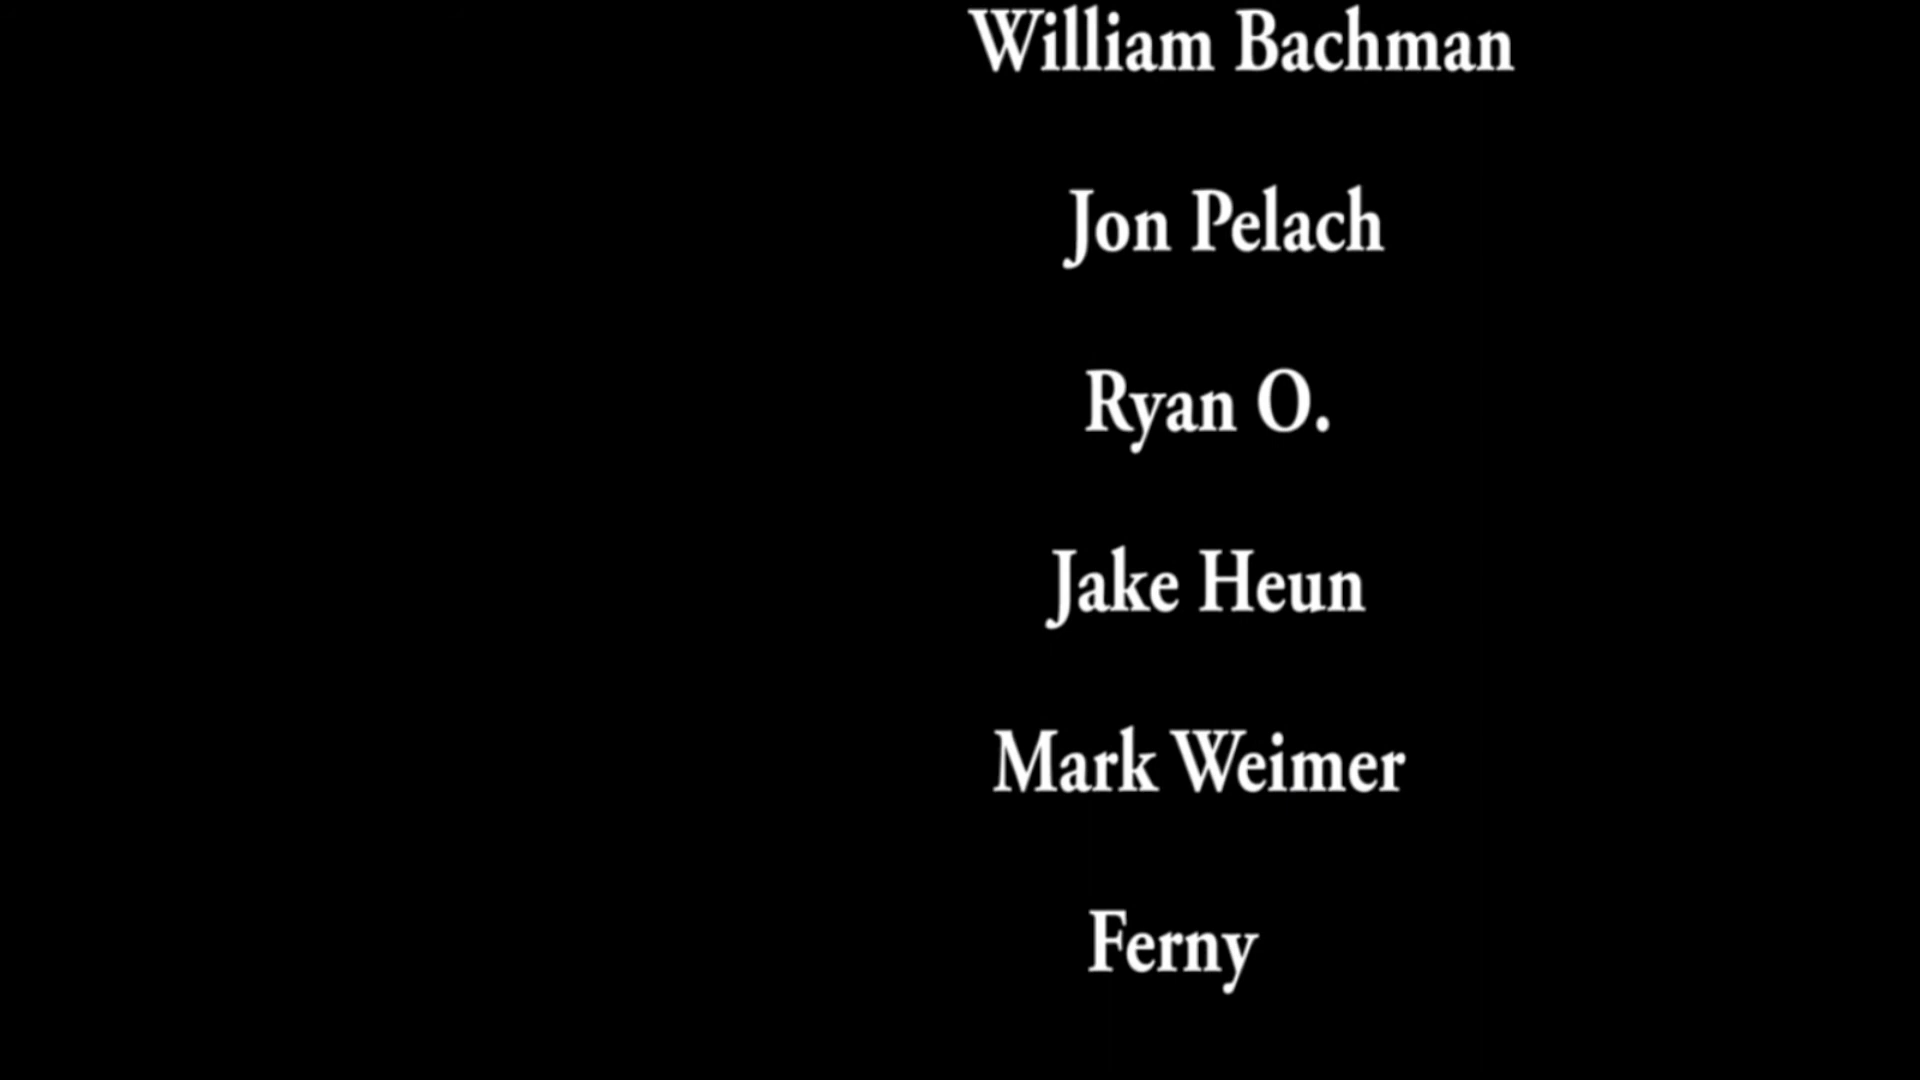 William Bachman
Jon Pelach
Ryan O.
Jake Heun
Mark Weimer
Ferny